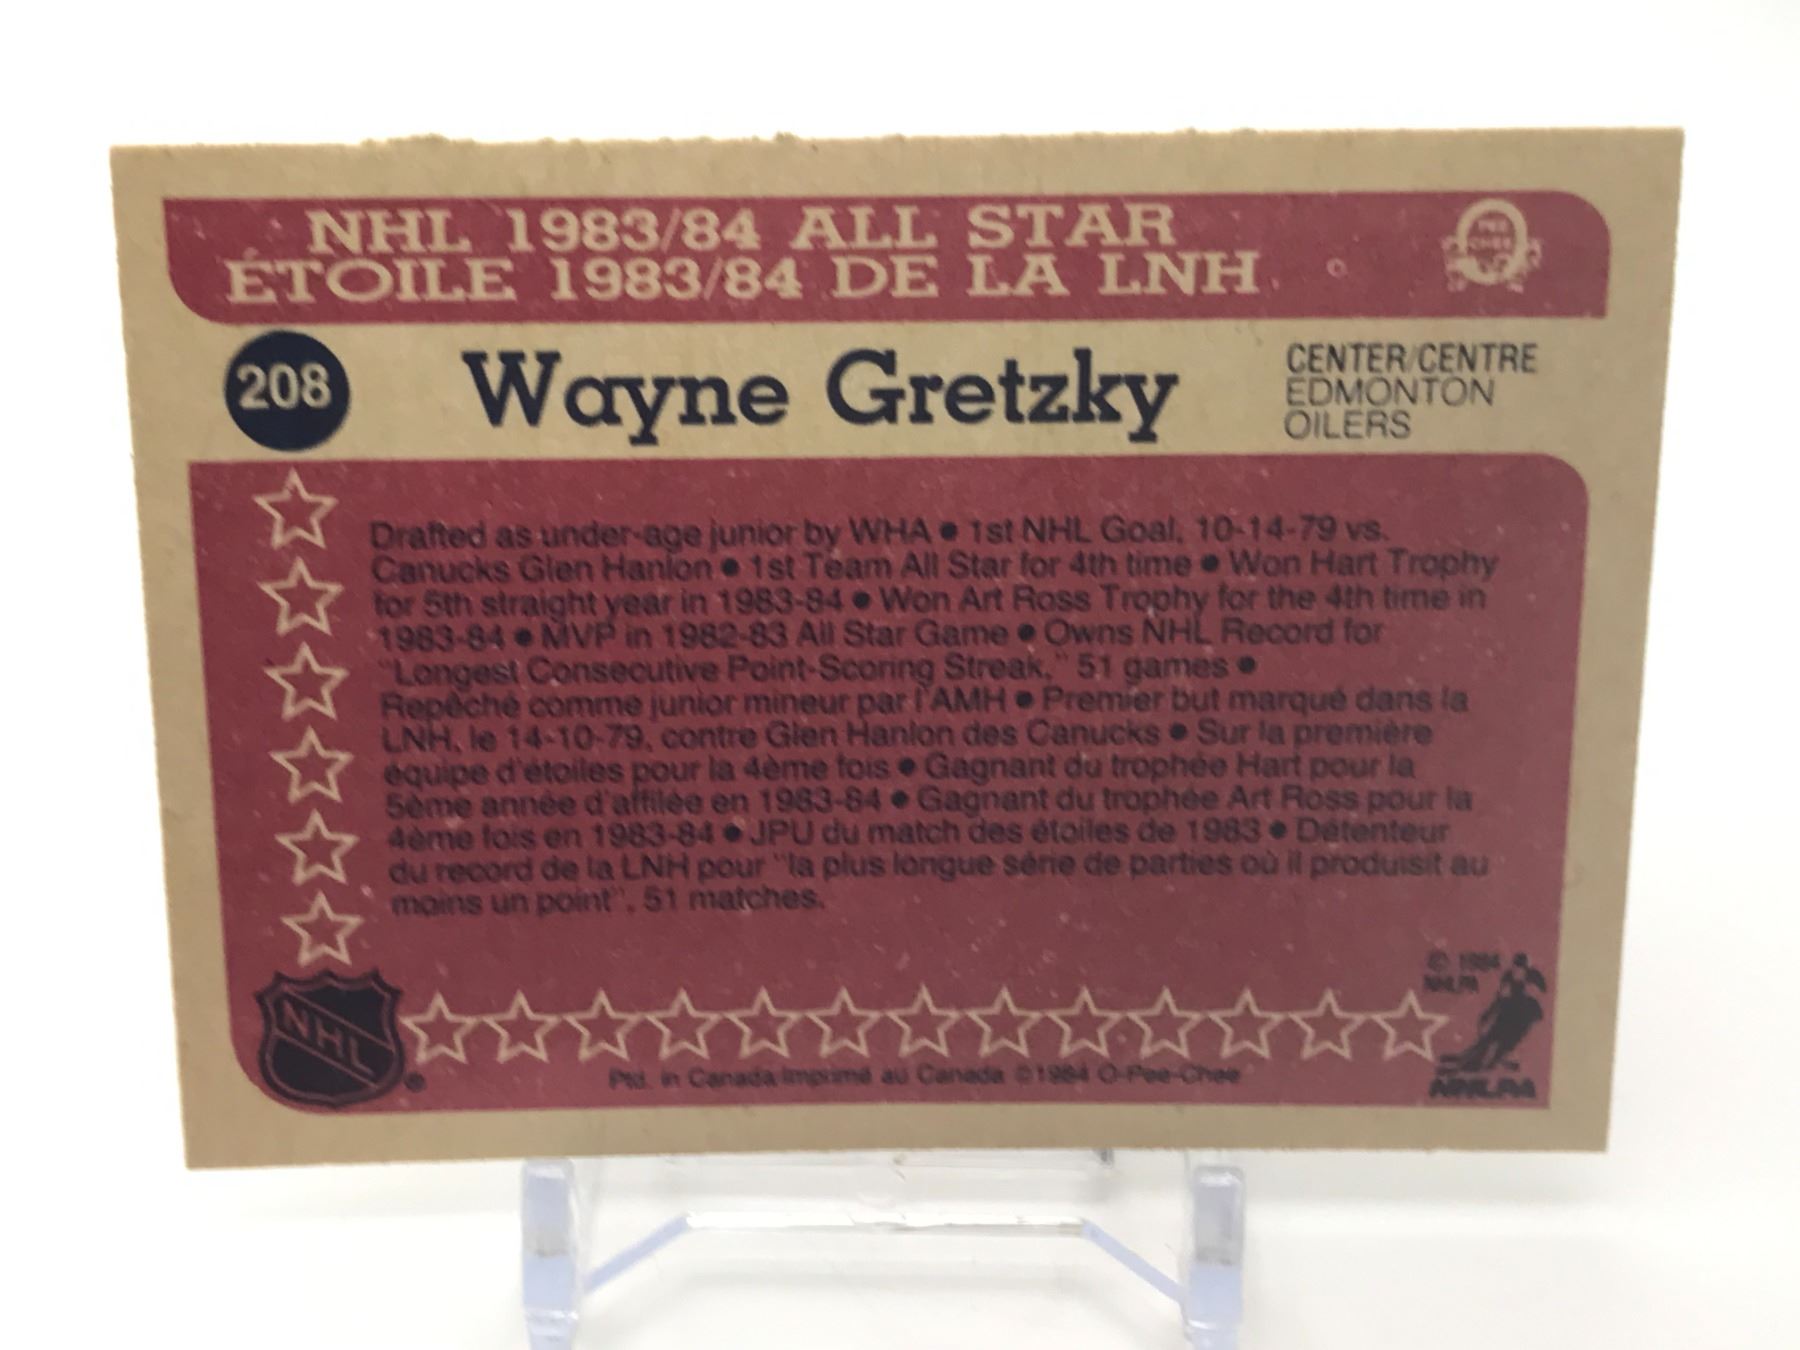 NHL 1983/84 ALL STAR
ÉTOILE 1983/84 DE LA LNH
PEE
CHEE
208
Wayne Gretzky
CENTER/CENTRE
EDMONTON
OILERS
Drafted as under-age junior by WHA • 1st NHL Goal, 10-14-79 vs.
Canucks Glen Hanlon • 1st Team All Star for 4th time • Won Hart Trophy
for 5th straight year in 1983-84 • Won Art Ross Trophy for the 4th time in
1983-84 • MVP in 1982-83 All Star Game • Owns NHL Record for
"Longest Consecutive Point-Scoring Streak," 51 games •
Repêché comme junior mineur par l'AMH • Premier but marqué dans la
LNH, le 14-10-79, contre Glen Hanlon des Canucks • Sur la première
équipe d'étoiles pour la 4ème fois • Gagnant du trophée Hart pour la
5ème année d'affilée en 1983-84 • Gagnant du trophée Art Ross pour la
4ème fois en 1983-84 • JPU du match des étoiles de 1983 • Détenteur
du record de la LNH pour "la plus longue série de parties où il produisit au
moins un point", 51 matches.
© 1984
NHLPA
NHL
®
Ptd. in Canada/Imprimé au Canada ©1984 O-Pee-Chee
NHLPA